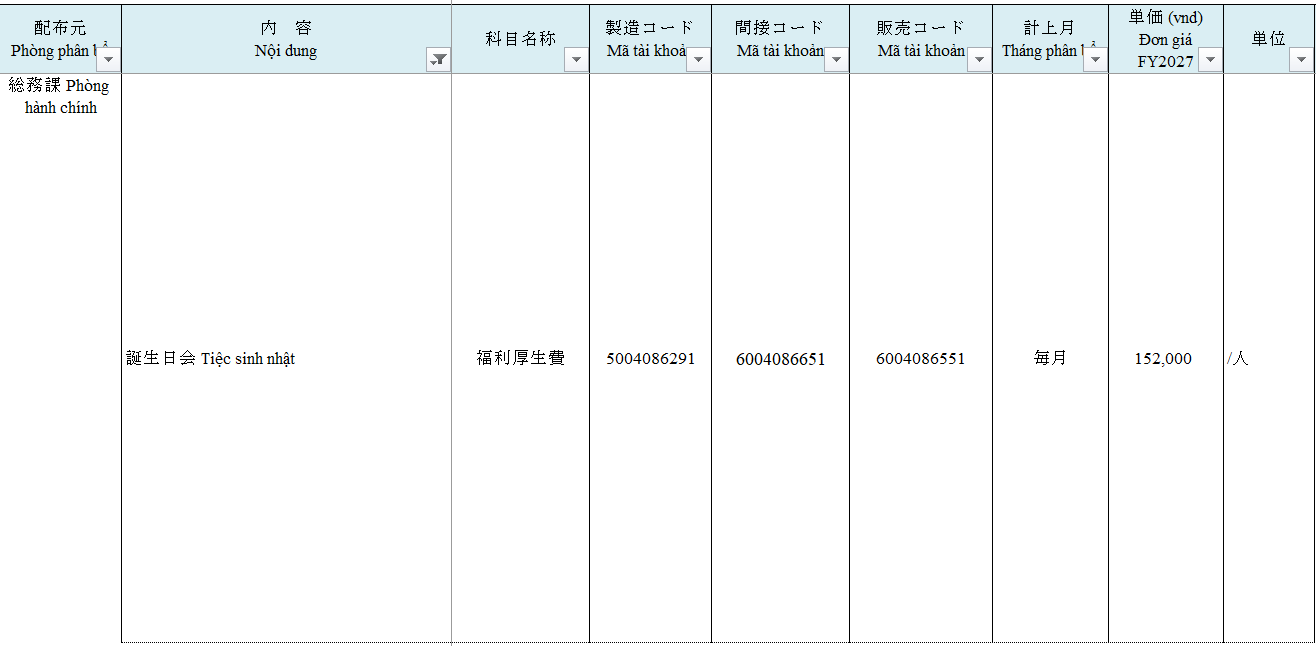 配布元
Phòng phân
内　容
Nội dung
科目名称
製造コード
Mã tài khoả
間接コード
Mã tài khoản
販売コード
Mã tài khoản
計上月
Tháng phân
単価 (vnd)
Đơn giá
FY2027
単位
総務課 Phòng
hành chính
誕生日会 Tiệc sinh nhật
福利厚生費
5004086291
6004086651
6004086551
毎月
152,000
/人